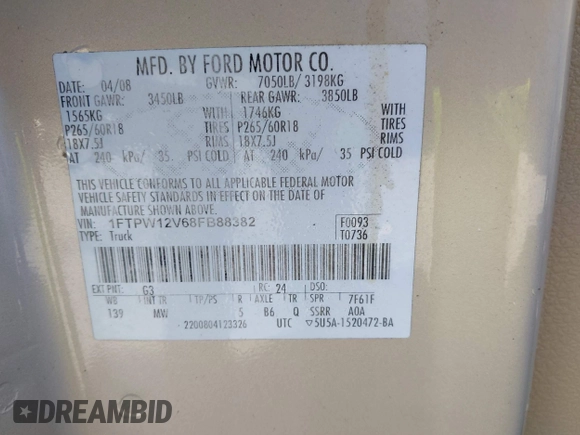 MFD. BY FORD MOTOR CO.
DATE: 04/08 GVWR: 7050LB/ 3198KG
FRONT GAWR: 3450LB REAR GAWR: 3850LB
1565KG WITH 1746KG WITH
P265/60R18 TIRES P265/60R18 TIRES
18X7.5J RIMS 18X7.5J RIMS
AT 240 kPa/ 35 PSI COLD AT 240 kPa/ 35 PSI COLD
THIS VEHICLE CONFORMS TO ALL APPLICABLE FEDERAL MOTOR
VEHICLE SAFETY STANDARDS IN EFFECT ON THE DATE OF
MANUFACTURE SHOWN ABOVE.
VIN: 1FTPW12V68FB88382 F0093
TYPE: Truck T0736
EXT PNT: G3 RC: 24 DSO:
WB INT TR TP/PS R AXLE TR SPR 7F61F
139 MW 5 B6 Q SSRR AOA
2200804123326 UTC ▽5U5A-1520472-BA
DREAMBID